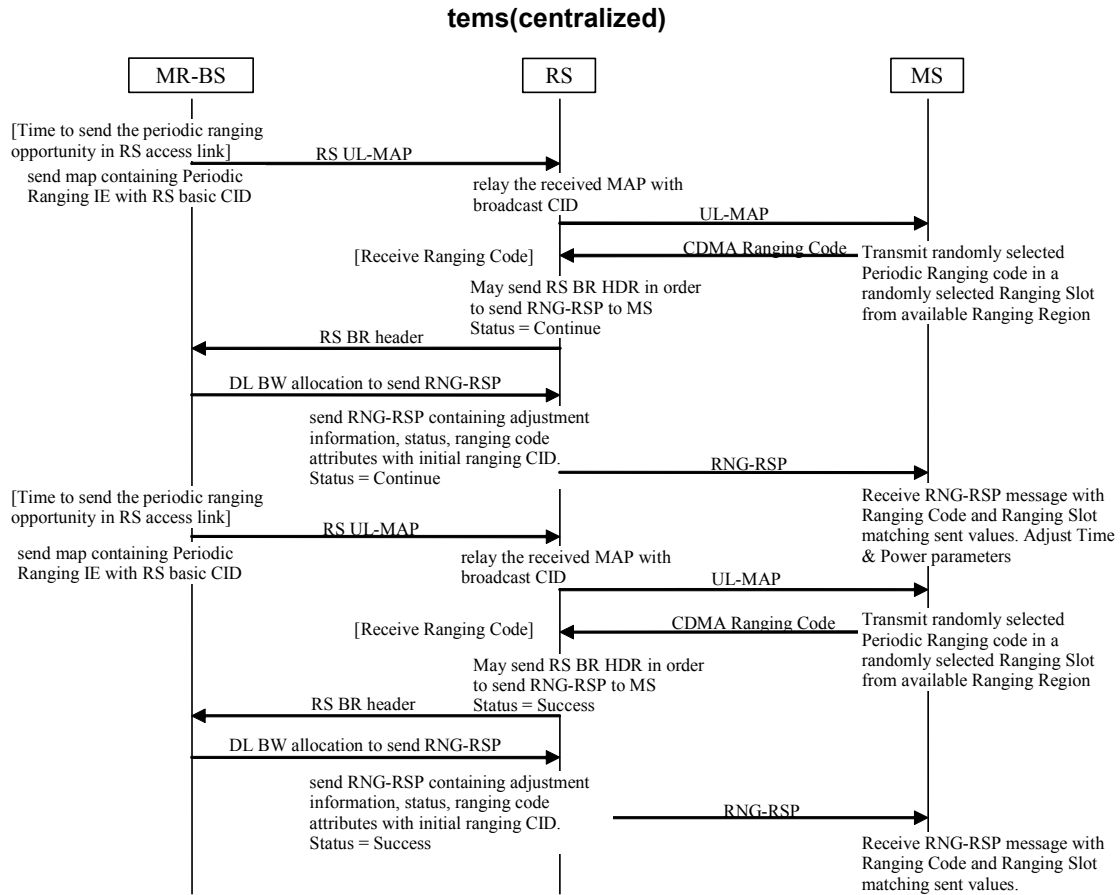 tems(centralized)
MR-BS
RS
MS
[Time to send the periodic ranging
opportunity in RS access link]
RS UL-MAP
send map containing Periodic
Ranging IE with RS basic CID
relay the received MAP with
broadcast CID
UL-MAP
[Receive Ranging Code]
CDMA Ranging Code
Transmit randomly selected
Periodic Ranging code in a
randomly selected Ranging Slot
from available Ranging Region
May send RS BR HDR in order
to send RNG-RSP to MS
Status = Continue
RS BR header
DL BW allocation to send RNG-RSP
send RNG-RSP containing adjustment
information, status, ranging code
attributes with initial ranging CID.
Status = Continue
RNG-RSP
Receive RNG-RSP message with
Ranging Code and Ranging Slot
matching sent values. Adjust Time
& Power parameters
[Time to send the periodic ranging
opportunity in RS access link]
RS UL-MAP
send map containing Periodic
Ranging IE with RS basic CID
relay the received MAP with
broadcast CID
UL-MAP
[Receive Ranging Code]
CDMA Ranging Code
Transmit randomly selected
Periodic Ranging code in a
randomly selected Ranging Slot
from available Ranging Region
May send RS BR HDR in order
to send RNG-RSP to MS
Status = Success
RS BR header
DL BW allocation to send RNG-RSP
send RNG-RSP containing adjustment
information, status, ranging code
attributes with initial ranging CID.
Status = Success
RNG-RSP
Receive RNG-RSP message with
Ranging Code and Ranging Slot
matching sent values.